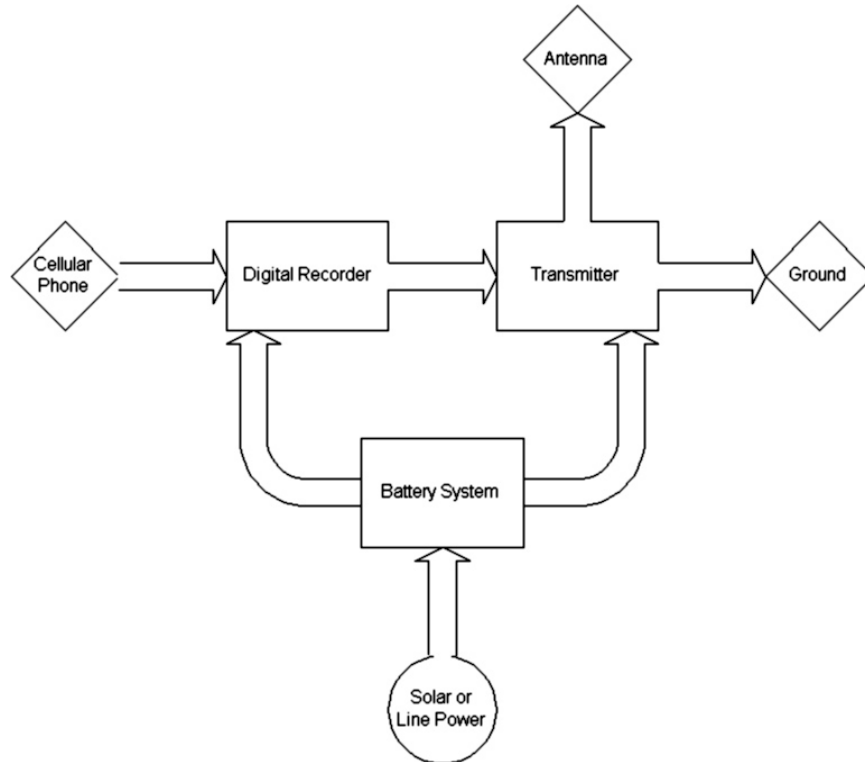 Antenna
Cellular
Phone
Digital Recorder
Transmitter
Ground
Battery System
Solar or
Line Power